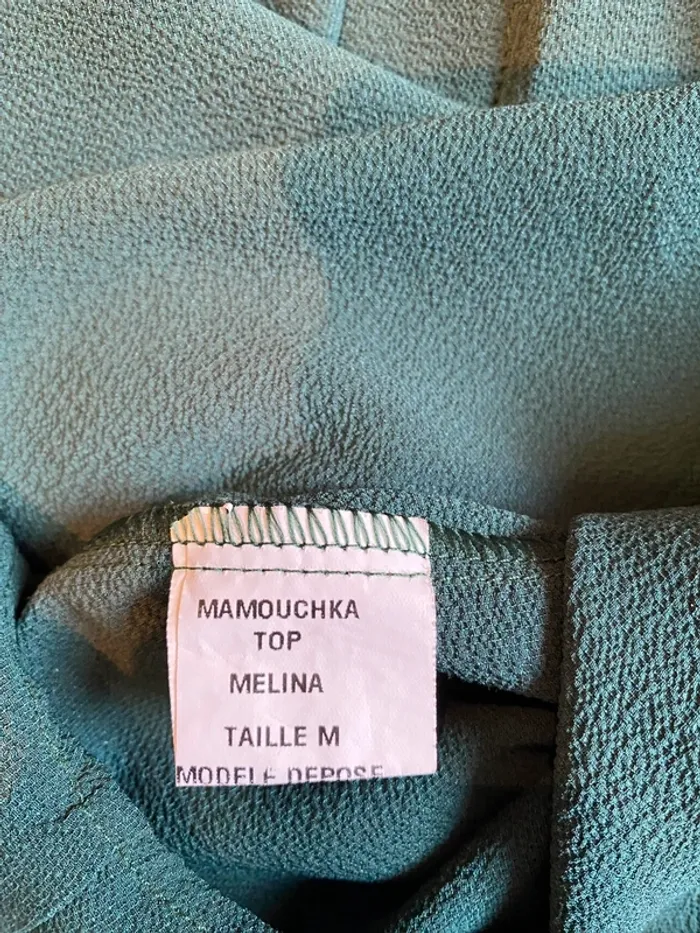 MAMOUCHKA
TOP
MELINA
TAILLE M
MODELE DEPOSE